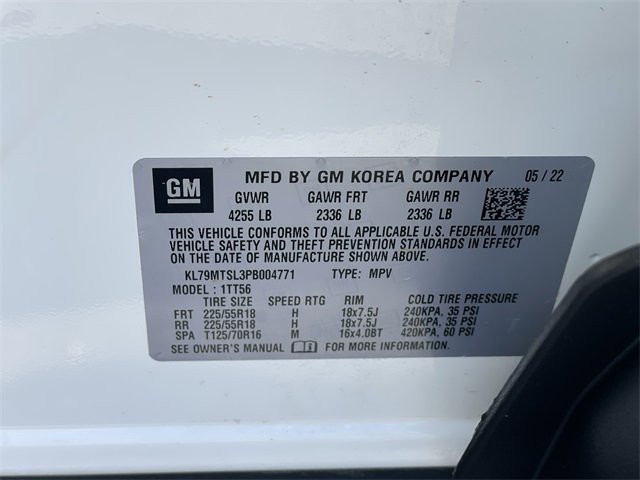 GM MFD BY GM KOREA COMPANY 05 / 22
GVWR GAWR FRT GAWR RR
4255 LB 2336 LB 2336 LB
THIS VEHICLE CONFORMS TO ALL APPLICABLE U.S. FEDERAL MOTOR
VEHICLE SAFETY AND THEFT PREVENTION STANDARDS IN EFFECT
ON THE DATE OF MANUFACTURE SHOWN ABOVE.
KL79MTSL3PB004771 TYPE: MPV
MODEL : 1TT56
TIRE SIZE SPEED RTG RIM COLD TIRE PRESSURE
FRT 225/55R18 H 18x7.5J 240KPA, 35 PSI
RR 225/55R18 H 18x7.5J 240KPA, 35 PSI
SPA T125/70R16 M 16x4.0BT 420KPA, 60 PSI
SEE OWNER'S MANUAL FOR MORE INFORMATION.